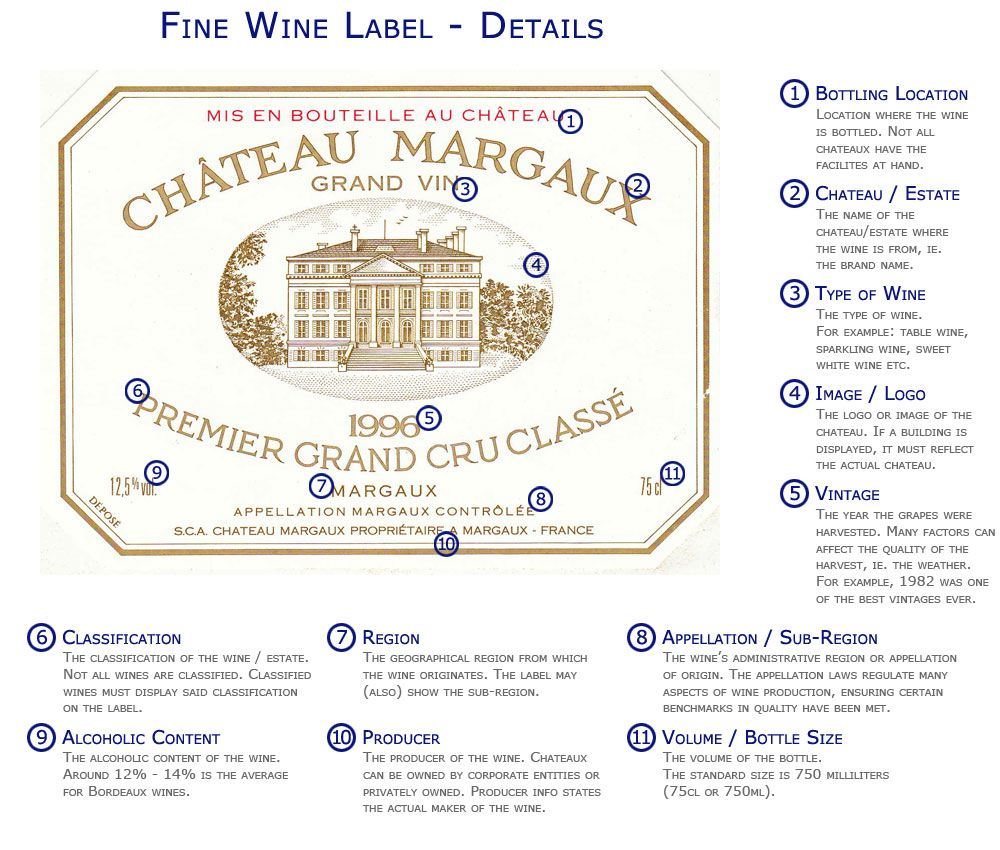 Fine Wine Label - Details
MIS EN BOUTEILLE AU CHÂTEAU
1
CHÂTEAU MARGAUX
2
GRAND VIN
3
4
6
1996
5
PREMIER GRAND CRU CLASSÉ
9
12,5% vol.
7
MARGAUX
8
11
75 cl
DÉPOSÉ
APPELLATION MARGAUX CONTRÔLÉE
S.C.A. CHATEAU MARGAUX PROPRIÉTAIRE A MARGAUX - FRANCE
10
1 Bottling Location
Location where the wine
is bottled. Not all
chateaux have the
facilites at hand.
2 Chateau / Estate
The name of the
chateau/estate where
the wine is from, ie.
the brand name.
3 Type of Wine
The type of wine.
For example: table wine,
sparkling wine, sweet
white wine etc.
4 Image / Logo
The logo or image of the
chateau. If a building is
displayed, it must reflect
the actual chateau.
5 Vintage
The year the grapes were
harvested. Many factors can
affect the quality of the
harvest, ie. the weather.
For example, 1982 was one
of the best vintages ever.
6 Classification
The classification of the wine / estate.
Not all wines are classified. Classified
wines must display said classification
on the label.
7 Region
The geographical region from which
the wine originates. The label may
(also) show the sub-region.
8 Appellation / Sub-Region
The wine's administrative region or appellation
of origin. The appellation laws regulate many
aspects of wine production, ensuring certain
benchmarks in quality have been met.
9 Alcoholic Content
The alcoholic content of the wine.
Around 12% - 14% is the average
for Bordeaux wines.
10 Producer
The producer of the wine. Chateaux
can be owned by corporate entities or
privately owned. Producer info states
the actual maker of the wine.
11 Volume / Bottle Size
The volume of the bottle.
The standard size is 750 milliliters
(75cl or 750ml).